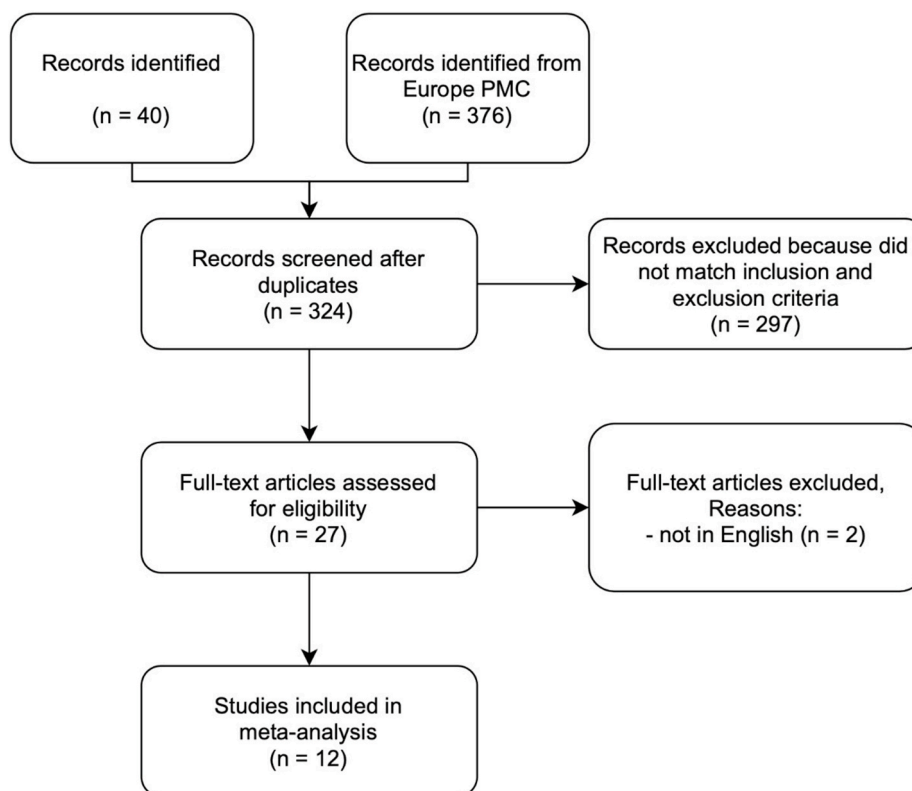 Records identified
(n = 40)
Records identified from
Europe PMC
(n = 376)
Records screened after
duplicates
(n = 324)
Records excluded because did
not match inclusion and
exclusion criteria
(n = 297)
Full-text articles assessed
for eligibility
(n = 27)
Full-text articles excluded,
Reasons:
- not in English (n = 2)
Studies included in
meta-analysis
(n = 12)